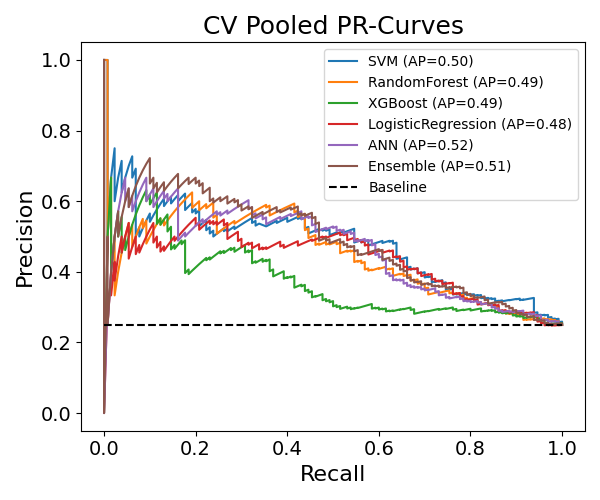 CV Pooled PR-Curves
Precision
1.0
0.8
0.6
0.4
0.2
0.0
SVM (AP=0.50)
RandomForest (AP=0.49)
XGBoost (AP=0.49)
LogisticRegression (AP=0.48)
ANN (AP=0.52)
Ensemble (AP=0.51)
Baseline
0.0 0.2 0.4 0.6 0.8 1.0
Recall